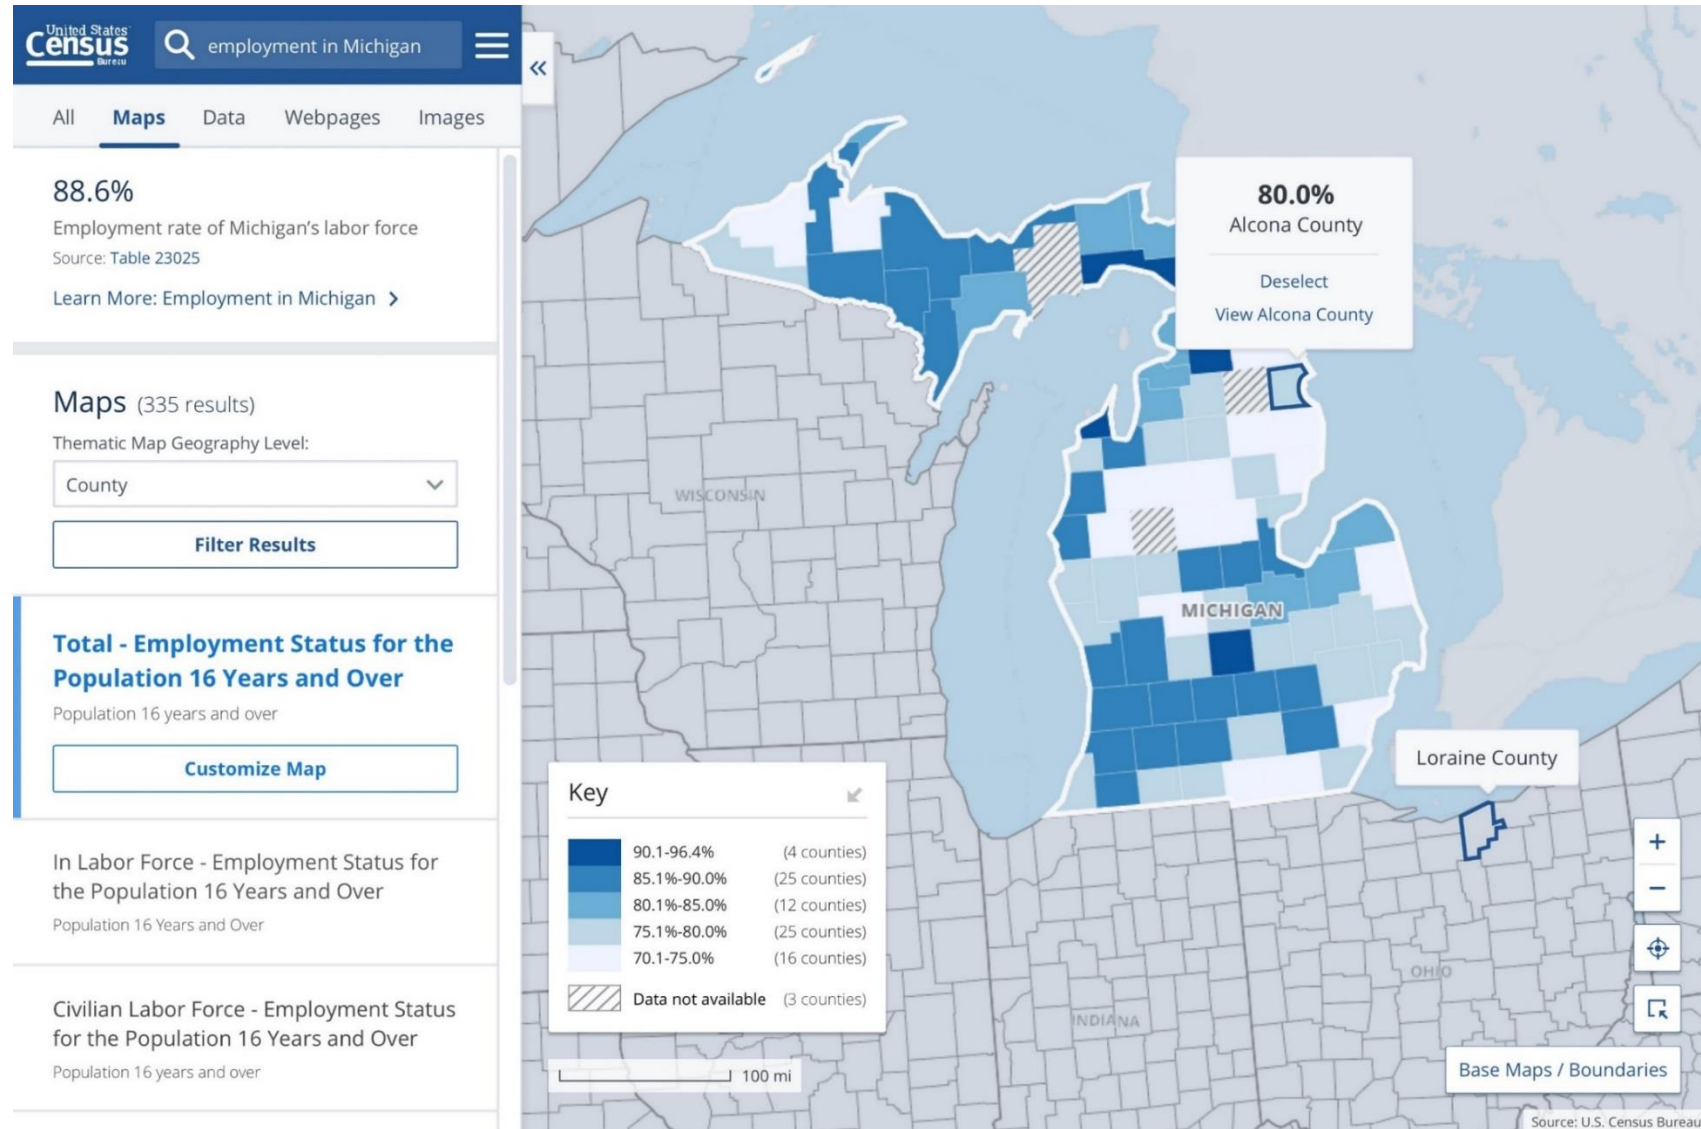 United States
Census
Bureau
employment in Michigan
All Maps Data Webpages Images
88.6%
Employment rate of Michigan's labor force
Source: Table 23025
Learn More: Employment in Michigan
Maps (335 results)
Thematic Map Geography Level:
County
Filter Results
Total - Employment Status for the
Population 16 Years and Over
Population 16 years and over
Customize Map
In Labor Force - Employment Status for
the Population 16 Years and Over
Population 16 Years and Over
Civilian Labor Force - Employment Status
for the Population 16 Years and Over
Population 16 years and over
80.0%
Alcona County
Deselect
View Alcona County
WISCONSIN
MICHIGAN
Loraine County
Key
90.1-96.4% (4 counties)
85.1%-90.0% (25 counties)
80.1%-85.0% (12 counties)
75.1%-80.0% (25 counties)
70.1-75.0% (16 counties)
Data not available (3 counties)
OHIO
INDIANA
100 mi
Base Maps / Boundaries
Source: U.S. Census Bureau